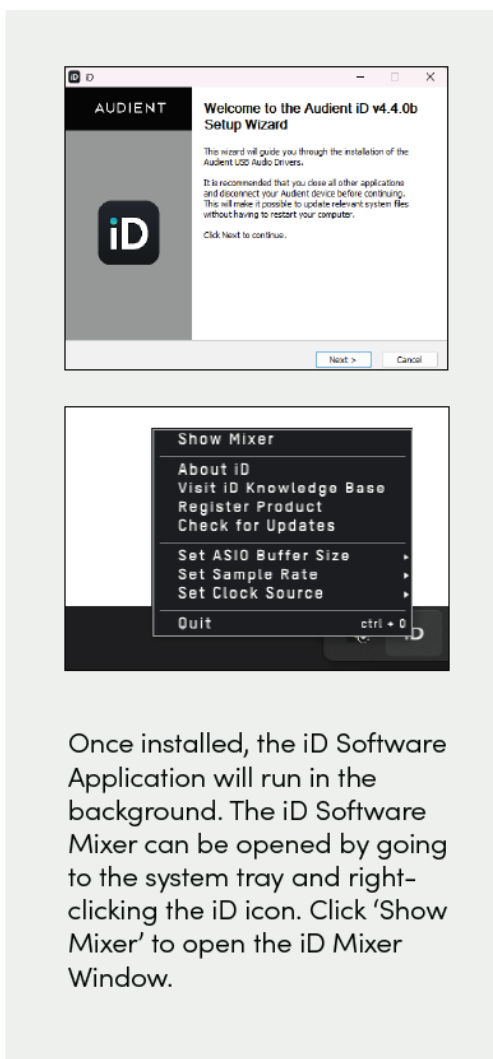 iD
AUDIENT
Welcome to the Audient iD v4.4.0b
Setup Wizard
This wizard will guide you through the installation of the
Audient USB Audio Drivers.
It is recommended that you close all other applications
and disconnect your Audient device before continuing.
This will make it possible to update relevant system files
without having to restart your computer.
Click Next to continue.
iD
Next >
Cancel
Show Mixer
About iD
Visit iD Knowledge Base
Register Product
Check for Updates
Set ASIO Buffer Size
Set Sample Rate
Set Clock Source
Quit ctrl + Q
iD
Once installed, the iD Software
Application will run in the
background. The iD Software
Mixer can be opened by going
to the system tray and right-
clicking the iD icon. Click ‘Show
Mixer’ to open the iD Mixer
Window.